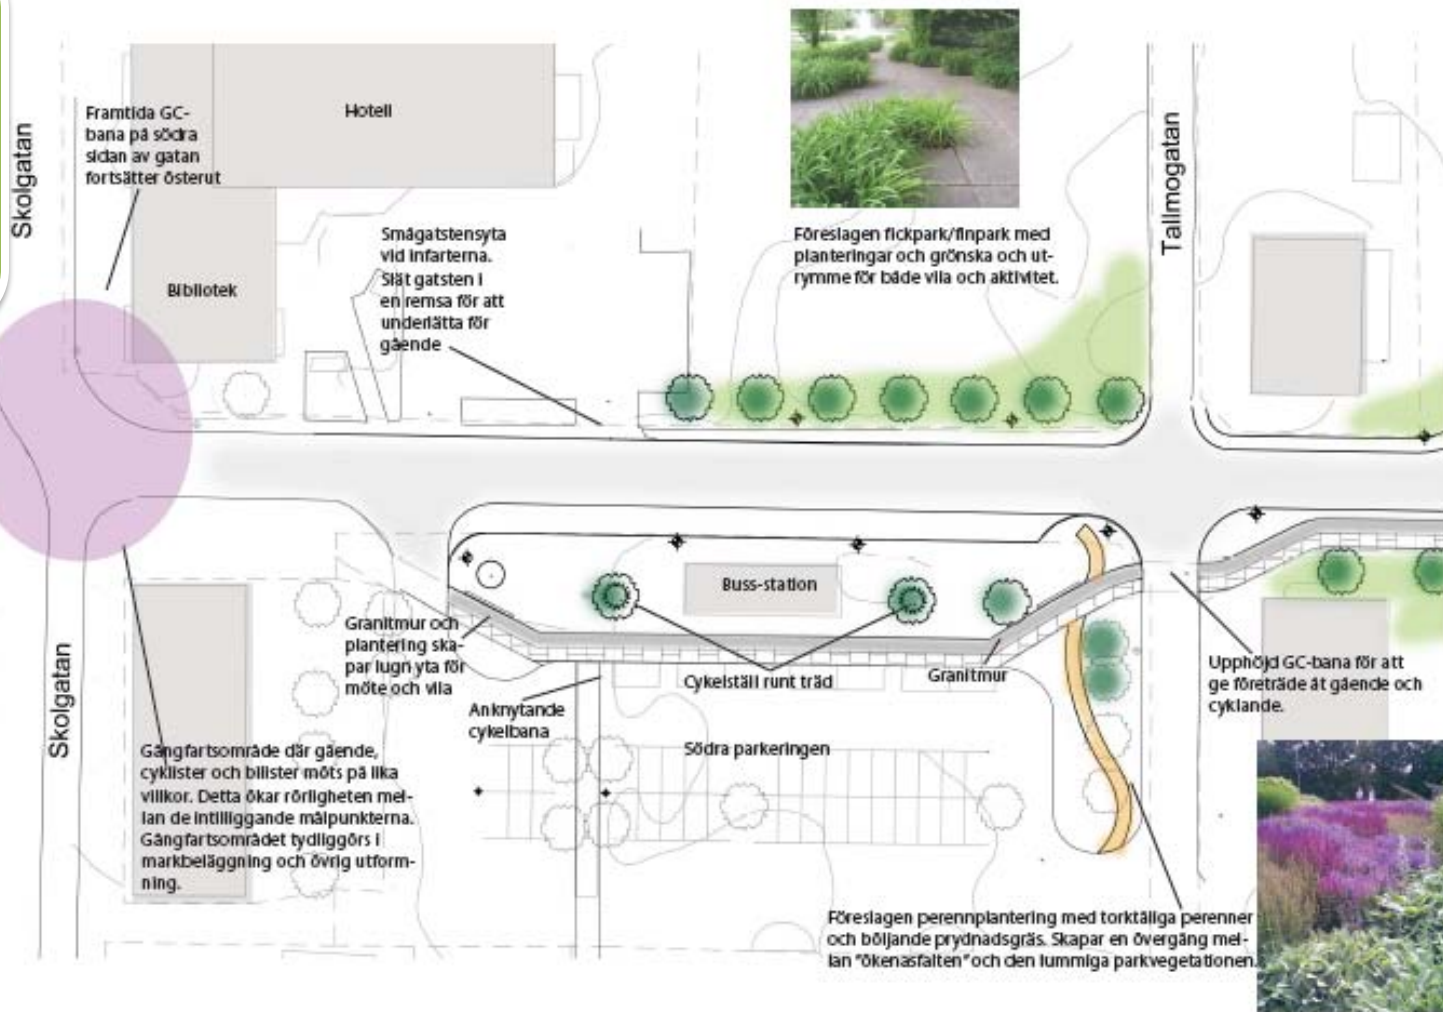 Skolgatan
Framtida GC-
bana på södra
sidan av gatan
fortsätter österut
Hotell
Bibliotek
Smågatstensyta
vid infarterna.
Slät gatsten i
en remsa för att
underlätta för
gående
Föreslagen fickpark/finpark med
planteringar och grönska och ut-
rymme för både vila och aktivitet.
Tallmogatan
Buss-station
Granitmur och
plantering ska-
par lugn yta för
möte och vila
Anknytande
cykelbana
Cykelställ runt träd
Granitmur
Upphöjd GC-bana för att
ge företräde åt gående och
cyklande.
Södra parkeringen
Skolgatan
Gångfartsområde där gående,
cyklister och bilister möts på lika
villkor. Detta ökar rörligheten mel-
lan de intilliggande målpunkterna.
Gångfartsområdet tydliggörs i
markbeläggning och övrig utform-
ning.
Föreslagen perennplantering med torktåliga perenner
och böljande prydnadsgräs. Skapar en övergång mel-
lan "ökenasfalten" och den lummiga parkvegetationen.